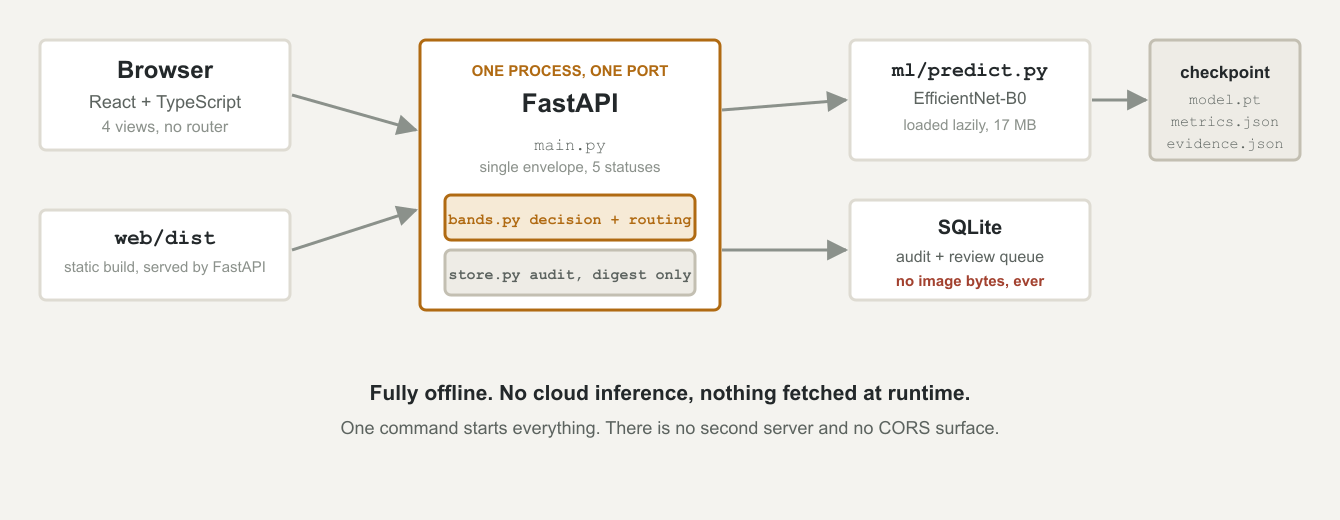 Browser
React + TypeScript
4 views, no router
web/dist
static build, served by FastAPI
ONE PROCESS, ONE PORT
FastAPI
main.py
single envelope, 5 statuses
bands.py decision + routing
store.py audit, digest only
ml/predict.py
EfficientNet-B0
loaded lazily, 17 MB
checkpoint
model.pt
metrics.json
evidence.json
SQLite
audit + review queue
no image bytes, ever
Fully offline. No cloud inference, nothing fetched at runtime.
One command starts everything. There is no second server and no CORS surface.